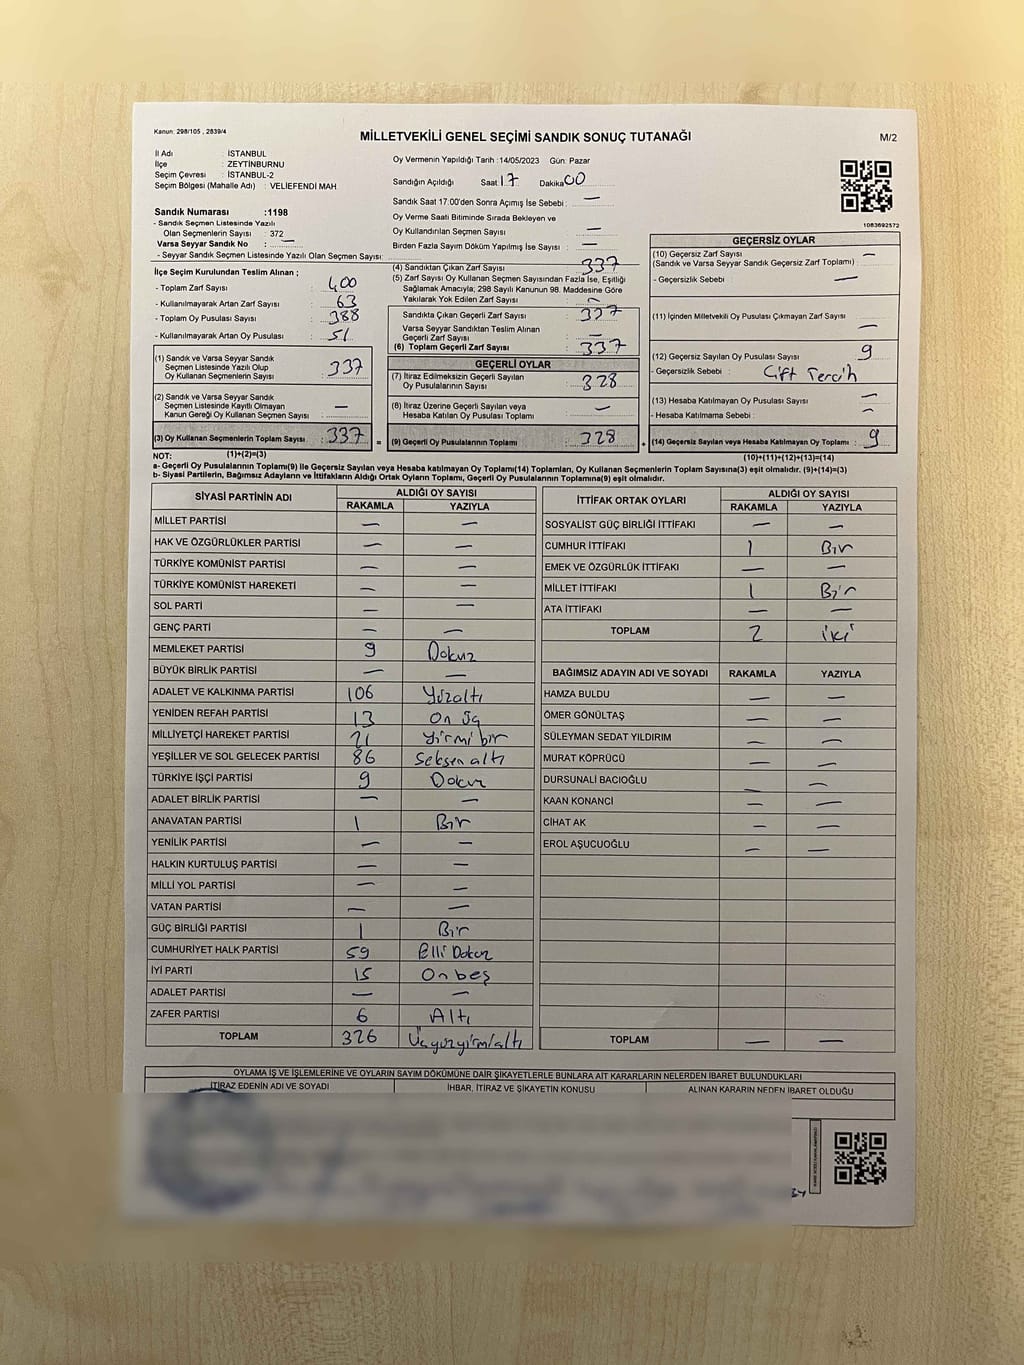 Kanun: 298/105 , 2839/4
MİLLETVEKİLİ GENEL SEÇİMİ SANDIK SONUÇ TUTANAĞI
M/2
İl Adı : İSTANBUL
İlçe : ZEYTİNBURNU
Seçim Çevresi : İSTANBUL-2
Seçim Bölgesi (Mahalle Adı) : VELİEFENDİ MAH
Sandık Numarası :1198
- Sandık Seçmen Listesinde Yazılı
Olan Seçmenlerin Sayısı : 372
Varsa Seyyar Sandık No : —
- Seyyar Sandık Seçmen Listesinde Yazılı Olan Seçmen Sayısı:
Oy Vermenin Yapıldığı Tarih :14/05/2023 Gün: Pazar
Sandığın Açıldığı Saat 17 Dakika 00
Sandık Saat 17:00'den Sonra Açılmış İse Sebebi : —
Oy Verme Saati Bitiminde Sırada Bekleyen ve
Oy Kullandırılan Seçmen Sayısı —
Birden Fazla Sayım Döküm Yapılmış İse Sayısı : —
1083692572
İlçe Seçim Kurulundan Teslim Alınan ;
- Toplam Zarf Sayısı : 400
- Kullanılmayarak Artan Zarf Sayısı : 63
- Toplam Oy Pusulası Sayısı : 388
- Kullanılmayarak Artan Oy Pusulası : 51
(1) Sandık ve Varsa Seyyar Sandık
Seçmen Listesinde Yazılı Olup
Oy Kullanan Seçmenlerin Sayısı : 337
(2) Sandık ve Varsa Seyyar Sandık
Seçmen Listesinde Kayıtlı Olmayan
Kanun Gereği Oy Kullanan Seçmen Sayısı : —
(3) Oy Kullanan Seçmenlerin Toplam Sayısı : 337 =
(4) Sandıktan Çıkan Zarf Sayısı : 337
(5) Zarf Sayısı Oy Kullanan Seçmen Sayısından Fazla İse, Eşitliği
Sağlamak Amacıyla; 298 Sayılı Kanunun 98. Maddesine Göre
Yakılarak Yok Edilen Zarf Sayısı : —
Sandıkta Çıkan Geçerli Zarf Sayısı : 337
Varsa Seyyar Sandıktan Teslim Alınan
Geçerli Zarf Sayısı : —
(6) Toplam Geçerli Zarf Sayısı : 337
GEÇERLİ OYLAR
(7) İtiraz Edilmeksizin Geçerli Sayılan
Oy Pusulalarının Sayısı : 328
(8) İtiraz Üzerine Geçerli Sayılan veya
Hesaba Katılan Oy Pusulası Toplamı : —
(9) Geçerli Oy Pusulalarının Toplamı : 328 +
GEÇERSİZ OYLAR
(10) Geçersiz Zarf Sayısı : —
(Sandık ve Varsa Seyyar Sandık Geçersiz Zarf Toplamı)
- Geçersizlik Sebebi : —
(11) İçinden Milletvekili Oy Pusulası Çıkmayan Zarf Sayısı :
—
(12) Geçersiz Sayılan Oy Pusulası Sayısı : 9
- Geçersizlik Sebebi : Çift Tercih
(13) Hesaba Katılmayan Oy Pusulası Sayısı : —
- Hesaba Katılmama Sebebi : —
(14) Geçersiz Sayılan veya Hesaba Katılmayan Oy Toplamı : 9
NOT: (1)+(2)=(3)
(10)+(11)+(12)+(13)=(14)
a- Geçerli Oy Pusulalarının Toplamı(9) ile Geçersiz Sayılan veya Hesaba katılmayan Oy Toplamı(14) Toplamları, Oy Kullanan Seçmenlerin Toplam Sayısına(3) eşit olmalıdır. (9)+(14)=(3)
b- Siyasi Partilerin, Bağımsız Adayların ve İttifakların Aldığı Ortak Oyların Toplamı, Geçerli Oy Pusulalarının Toplamına(9) eşit olmalıdır.
SİYASİ PARTİNİN ADI ALDIĞI OY SAYISI
RAKAMLA YAZIYLA
MİLLET PARTİSİ — —
HAK VE ÖZGÜRLÜKLER PARTİSİ — —
TÜRKİYE KOMÜNİST PARTİSİ — —
TÜRKİYE KOMÜNİST HAREKETİ — —
SOL PARTİ — —
GENÇ PARTİ — —
MEMLEKET PARTİSİ 9 Dokuz
BÜYÜK BİRLİK PARTİSİ — —
ADALET VE KALKINMA PARTİSİ 106 Yüzaltı
YENİDEN REFAH PARTİSİ 13 On üç
MİLLİYETÇİ HAREKET PARTİSİ 21 Yirmi bir
YEŞİLLER VE SOL GELECEK PARTİSİ 86 Seksen altı
TÜRKİYE İŞÇİ PARTİSİ 9 Dokuz
ADALET BİRLİK PARTİSİ — —
ANAVATAN PARTİSİ 1 Bir
YENİLİK PARTİSİ — —
HALKIN KURTULUŞ PARTİSİ — —
MİLLİ YOL PARTİSİ — —
VATAN PARTİSİ — —
GÜÇ BİRLİĞİ PARTİSİ 1 Bir
CUMHURİYET HALK PARTİSİ 59 Elli Dokuz
İYİ PARTİ 15 On beş
ADALET PARTİSİ — —
ZAFER PARTİSİ 6 Altı
TOPLAM 326 Üçyüzyirmialtı
İTTİFAK ORTAK OYLARI ALDIĞI OY SAYISI
RAKAMLA YAZIYLA
SOSYALİST GÜÇ BİRLİĞİ İTTİFAKI — —
CUMHUR İTTİFAKI 1 Bir
EMEK VE ÖZGÜRLÜK İTTİFAKI — —
MİLLET İTTİFAKI 1 Bir
ATA İTTİFAKI — —
TOPLAM 2 iki
BAĞIMSIZ ADAYIN ADI VE SOYADI RAKAMLA YAZIYLA
HAMZA BULDU — —
ÖMER GÖNÜLTAŞ — —
SÜLEYMAN SEDAT YILDIRIM — —
MURAT KÖPRÜCÜ — —
DURSUNALİ BACIOĞLU — —
KAAN KONANCİ — —
CİHAT AK — —
EROL AŞUCUOĞLU — —
TOPLAM — —
OYLAMA İŞ VE İŞLEMLERİNE VE OYLARIN SAYIM DÖKÜMÜNE DAİR ŞİKAYETLERLE BUNLARA AİT KARARLARIN NELERDEN İBARET BULUNDUKLARI
İTİRAZ EDENİN ADI VE SOYADI İHBAR, İTİRAZ VE ŞİKAYETİN KONUSU ALINAN KARARIN NEDEN İBARET OLDUĞU